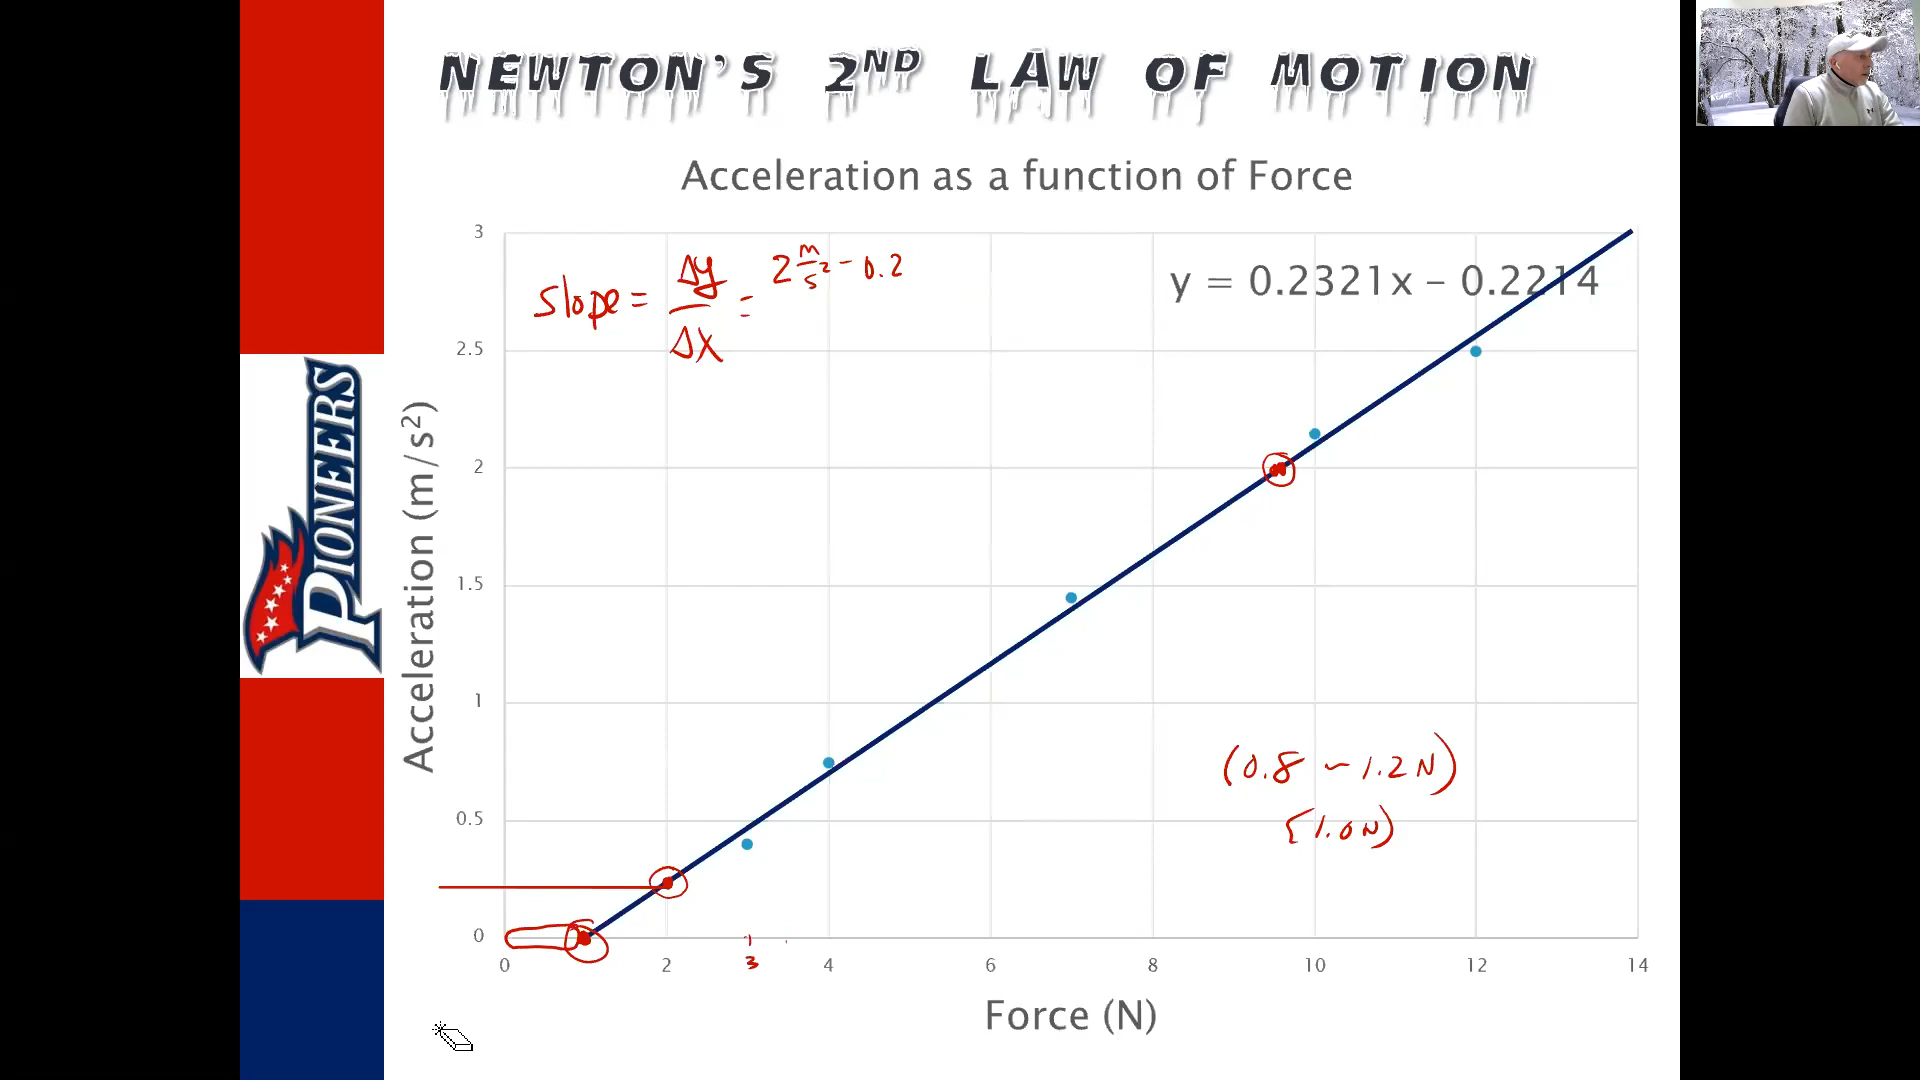 NEWTON'S 2ND LAW OF MOTION
Acceleration as a function of Force
y = 0.2321x – 0.2214
slope = Δy/Δx = 2 m/s² - 0.2
3
2.5
2
1.5
1
0.5
0
Acceleration (m/s²)
PIONEERS
(0.8 – 1.2 N)
(1.0 N)
3
0 2 4 6 8 10 12 14
Force (N)